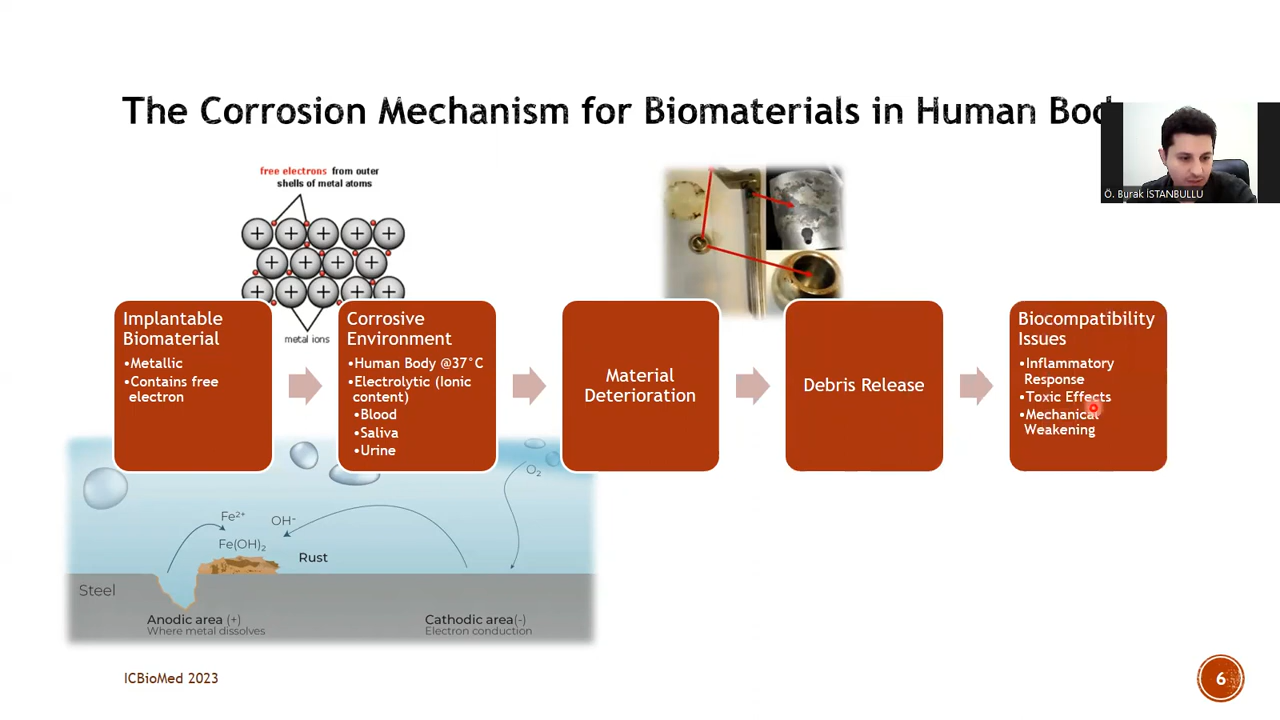 The Corrosion Mechanism for Biomaterials in Human Bod
Ö. Burak İSTANBULLU
free electrons from outer
shells of metal atoms
metal ions
Implantable
Biomaterial
•Metallic
•Contains free
electron
Corrosive
Environment
•Human Body @37°C
•Electrolytic (Ionic
content)
•Blood
•Saliva
•Urine
Material
Deterioration
Debris Release
Biocompatibility
Issues
•Inflammatory
Response
•Toxic Effects
•Mechanical
Weakening
O₂
Fe²⁺
OH⁻
Fe(OH)₂
Rust
Steel
Anodic area (+)
Where metal dissolves
Cathodic area(-)
Electron conduction
ICBioMed 2023
6